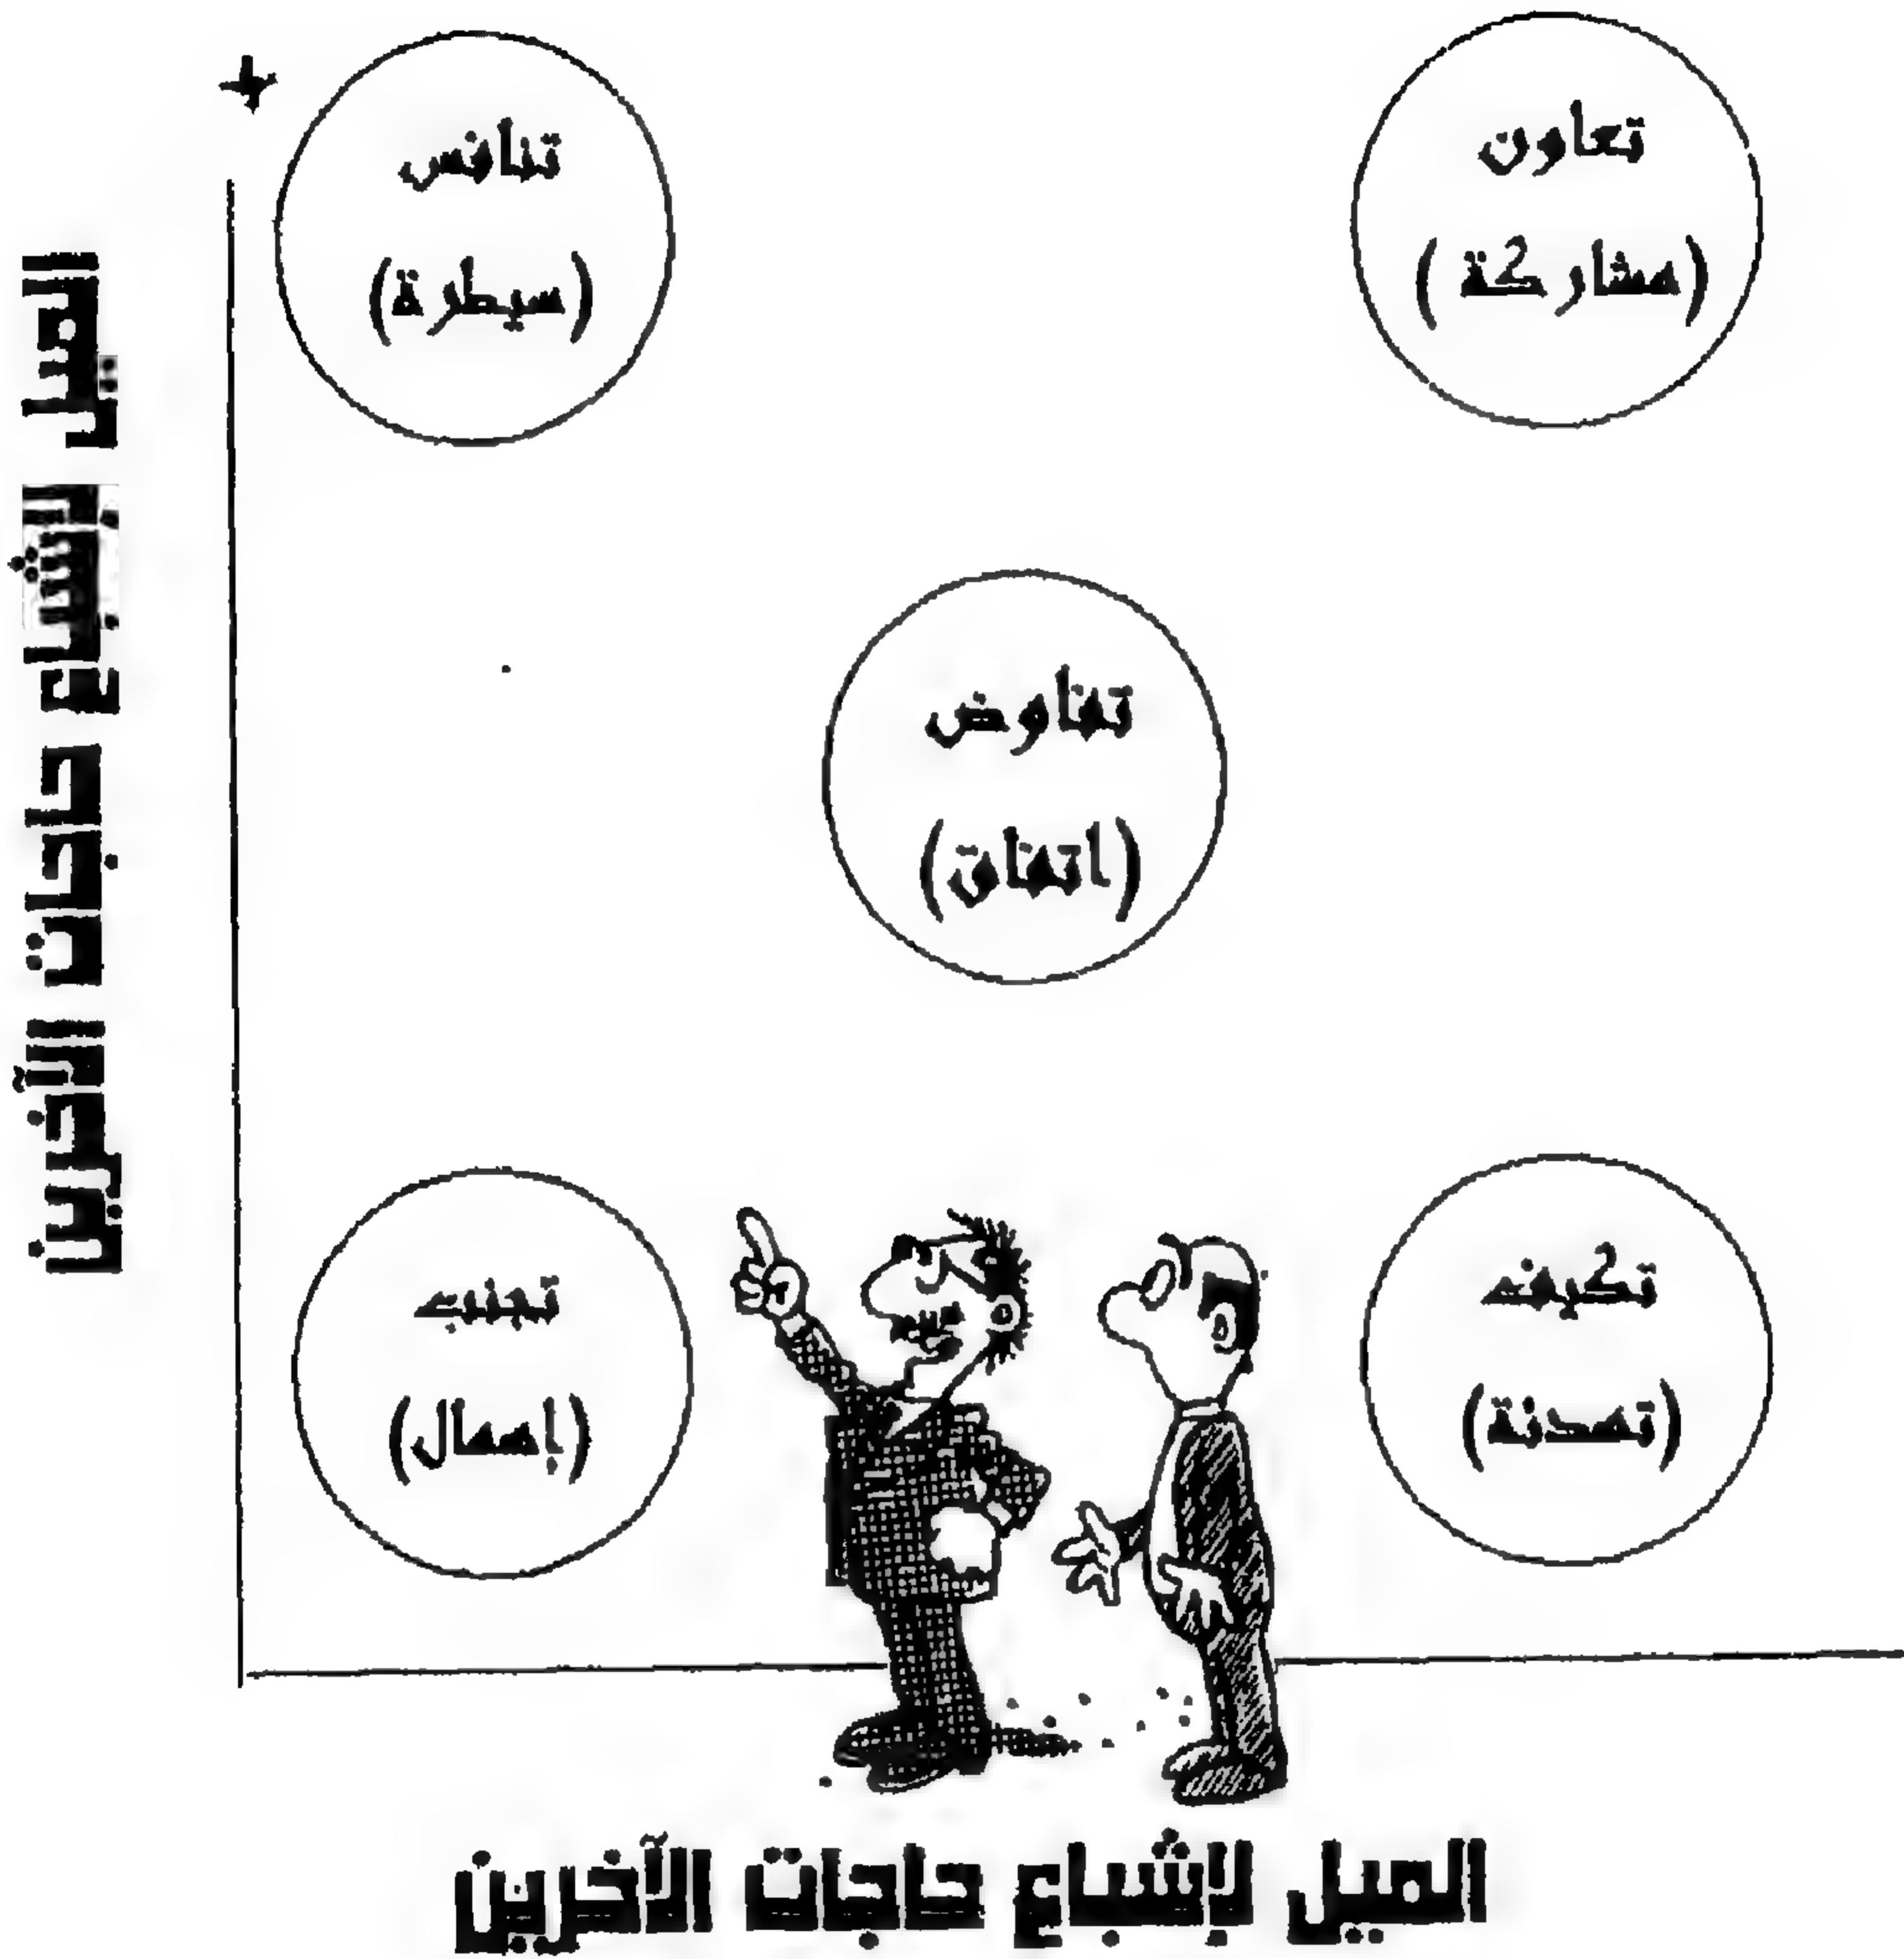 +
تنافس
(سيطرة)
تعاون
(مشاركة)
الميل لإشباع حاجات الآخرين
تفاوض
(اتفاق)
تجنب
(إهمال)
تكيف
(تهدئة)
الميل لإشباع حاجات الآخرين